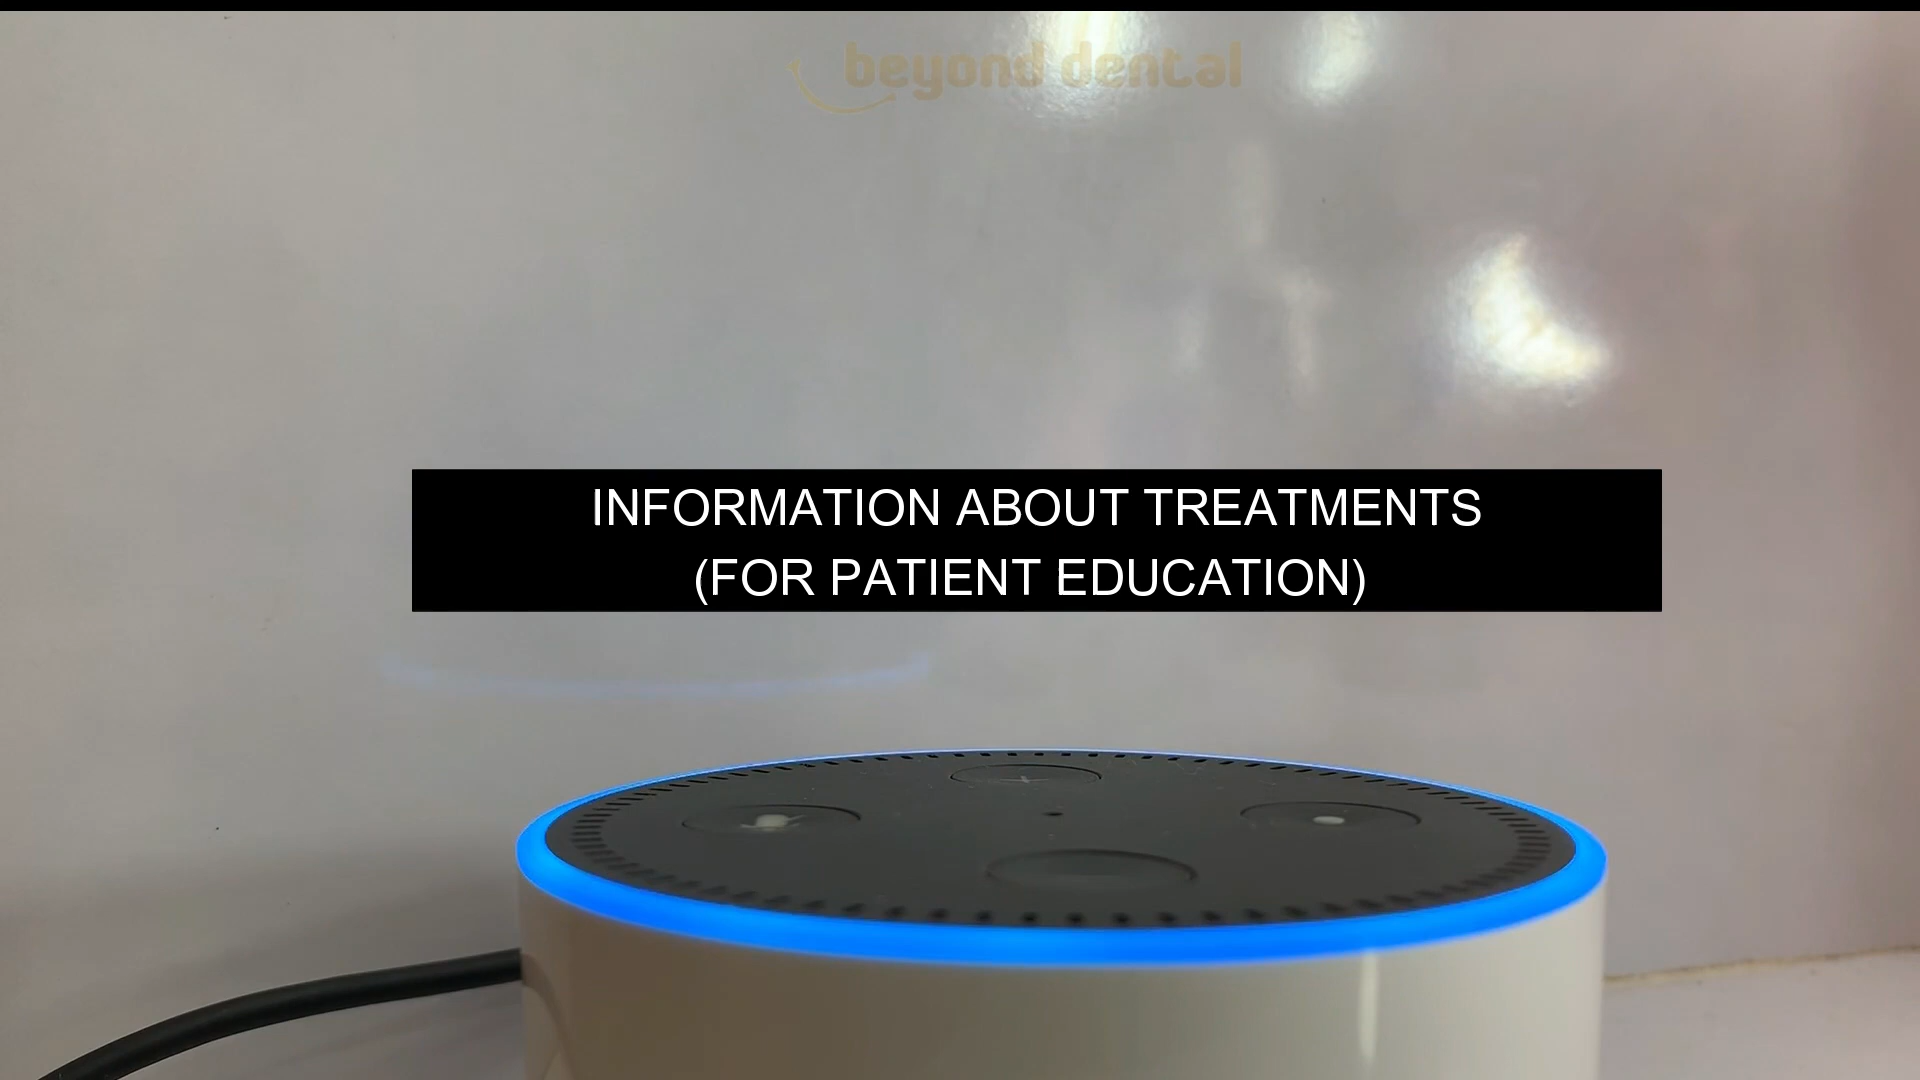 beyond dental
INFORMATION ABOUT TREATMENTS
(FOR PATIENT EDUCATION)